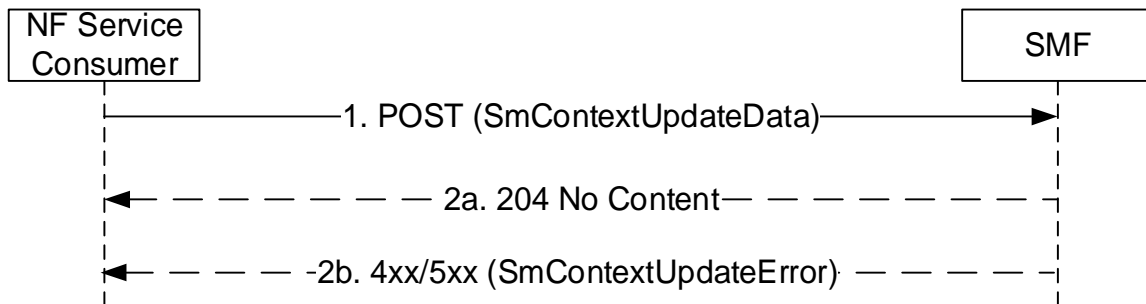 NF Service
Consumer
SMF
1. POST (SmContextUpdateData)
2a. 204 No Content
2b. 4xx/5xx (SmContextUpdateError)